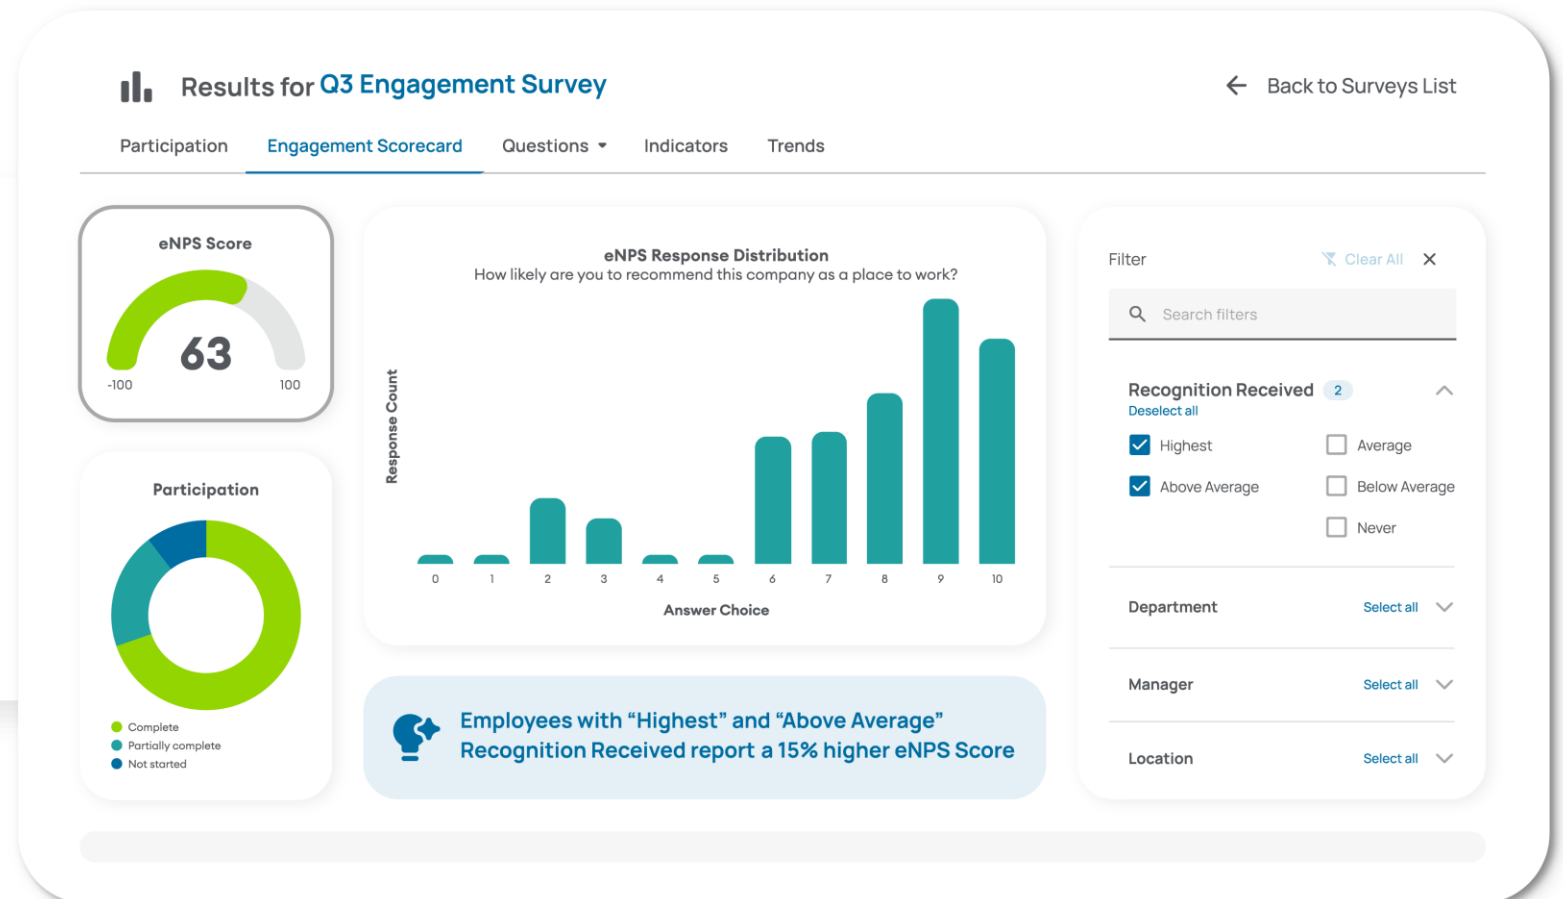 Results for Q3 Engagement Survey
Back to Surveys List
Participation
Engagement Scorecard
Questions
Indicators
Trends
eNPS Score
63
-100
100
Participation
Complete
Partially complete
Not started
eNPS Response Distribution
How likely are you to recommend this company as a place to work?
Response Count
0 1 2 3 4 5 6 7 8 9 10
Answer Choice
Employees with “Highest” and “Above Average”
Recognition Received report a 15% higher eNPS Score
Filter
Clear All
Search filters
Recognition Received 2
Deselect all
Highest
Average
Above Average
Below Average
Never
Department
Select all
Manager
Select all
Location
Select all